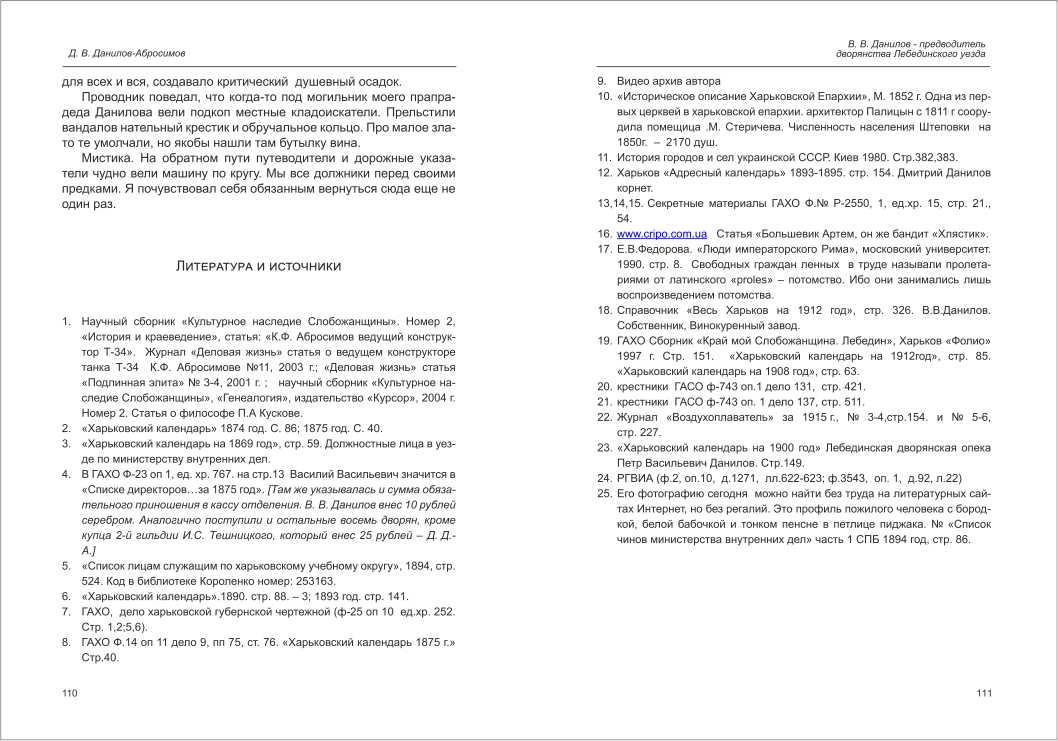 Д. В. Данилов-Абросимов
для всех и вся, создавало критический душевный осадок.
Проводник поведал, что когда-то под могильник моего прапра-
деда Данилова вели подкоп местные кладоискатели. Прельстили
вандалов нательный крестик и обручальное кольцо. Про малое зла-
то те умолчали, но якобы нашли там бутылку вина.
Мистика. На обратном пути путеводители и дорожные указа-
тели чудно вели машину по кругу. Мы все должники перед своими
предками. Я почувствовал себя обязанным вернуться сюда еще не
один раз.
Литература и источники
1. Научный сборник «Культурное наследие Слобожанщины». Номер 2,
«История и краеведение», статья: «К.Ф. Абросимов ведущий конструк-
тор Т-34». Журнал «Деловая жизнь» статья о ведущем конструкторе
танка Т-34 К.Ф. Абросимове №11, 2003 г.; «Деловая жизнь» статья
«Подлинная элита» № 3-4, 2001 г. ; научный сборник «Культурное на-
следие Слобожанщины», «Генеалогия», издательство «Курсор», 2004 г.
Номер 2. Статья о философе П.А Кускове.
2. «Харьковский календарь» 1874 год. С. 86; 1875 год. С. 40.
3. «Харьковский календарь на 1869 год», стр. 59. Должностные лица в уез-
де по министерству внутренних дел.
4. В ГАХО Ф-23 оп 1, ед. хр. 767. на стр.13 Василий Васильевич значится в
«Списке директоров…за 1875 год». [Там же указывалась и сумма обяза-
тельного приношения в кассу отделения. В. В. Данилов внес 10 рублей
серебром. Аналогично поступили и остальные восемь дворян, кроме
купца 2-й гильдии И.С. Тешницкого, который внес 25 рублей – Д. Д.-
А.]
5. «Список лицам служащим по харьковскому учебному округу», 1894, стр.
524. Код в библиотеке Короленко номер: 253163.
6. «Харьковский календарь».1890. стр. 88. – 3; 1893 год. стр. 141.
7. ГАХО, дело харьковской губернской чертежной (ф-25 оп 10 ед.хр. 252.
Стр. 1,2;5,6).
8. ГАХО Ф.14 оп 11 дело 9, пп 75, ст. 76. «Харьковский календарь 1875 г.»
Стр.40.
110
В. В. Данилов - предводитель
дворянства Лебединского уезда
9. Видео архив автора
10. «Историческое описание Харьковской Епархии», М. 1852 г. Одна из пер-
вых церквей в харьковской епархии. архитектор Палицын с 1811 г соору-
дила помещица .М. Стеричева. Численность населения Штеповки на
1850г. – 2170 душ.
11. История городов и сел украинской СССР. Киев 1980. Стр.382,383.
12. Харьков «Адресный календарь» 1893-1895. стр. 154. Дмитрий Данилов
корнет.
13,14,15. Секретные материалы ГАХО Ф.№ Р-2550, 1, ед.хр. 15, стр. 21.,
54.
16. www.cripo.com.ua Статья «Большевик Артем, он же бандит «Хлястик».
17. Е.В.Федорова. «Люди императорского Рима», московский университет.
1990. стр. 8. Свободных граждан ленных в труде называли пролета-
риями от латинского «proles» – потомство. Ибо они занимались лишь
воспроизведением потомства.
18. Справочник «Весь Харьков на 1912 год», стр. 326. В.В.Данилов.
Собственник, Винокуренный завод.
19. ГАХО Сборник «Край мой Слобожанщина. Лебедин», Харьков «Фолио»
1997 г. Стр. 151. «Харьковский календарь на 1912год», стр. 85.
«Харьковский календарь на 1908 год», стр. 63.
20. крестники ГАСО ф-743 оп.1 дело 131, стр. 421.
21. крестники ГАСО ф-743 оп. 1 дело 137, стр. 511.
22. Журнал «Воздухоплаватель» за 1915 г., № 3-4,стр.154. и № 5-6,
стр. 227.
23. «Харьковский календарь на 1900 год» Лебединская дворянская опека
Петр Васильевич Данилов. Стр.149.
24. РГВИА (ф.2, оп.10, д.1271, лл.622-623; ф.3543, оп. 1, д.92, л.22)
25. Его фотографию сегодня можно найти без труда на литературных сай-
тах Интернет, но без регалий. Это профиль пожилого человека с бород-
кой, белой бабочкой и тонком пенсне в петлице пиджака. № «Список
чинов министерства внутренних дел» часть 1 СПБ 1894 год, стр. 86.
111